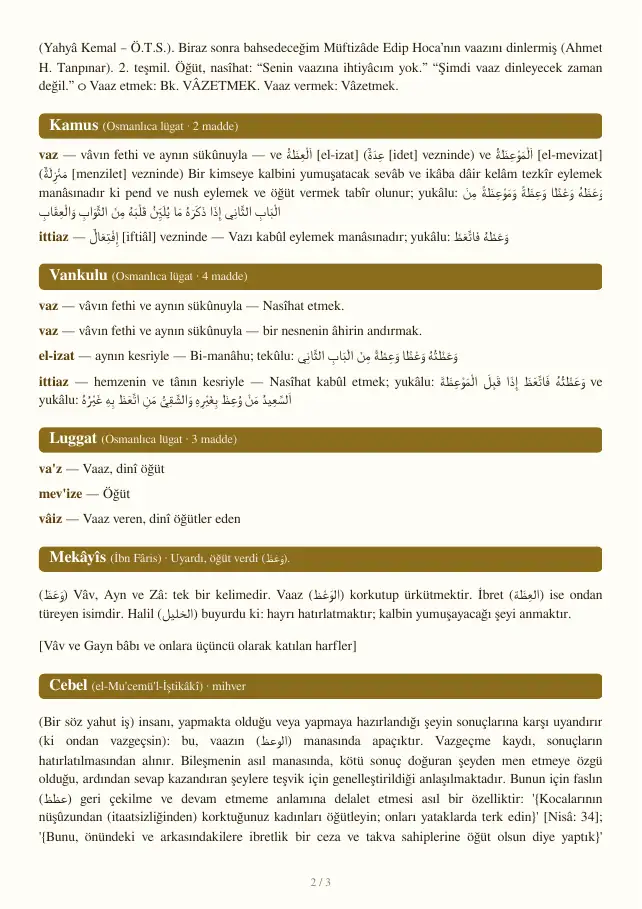 (Yahyâ Kemal – Ö.T.S.). Biraz sonra bahsedeceğim Müftizâde Edip Hoca'nın vaazını dinlermiş (Ahmet
H. Tanpınar). 2. teşmil. Öğüt, nasîhat: “Senin vaazına ihtiyâcım yok.” “Şimdi vaaz dinleyecek zaman
değil.” ○ Vaaz etmek: Bk. VÂZETMEK. Vaaz vermek: Vâzetmek.
Kamus (Osmanlıca lügat · 2 madde)
vaz — vâvın fethi ve aynın sükûnuyla — ve اَلْعِظَةُ [el-izat] (عِدَةٌ [idet] vezninde) ve اَلْمَوْعِظَةُ [el-mevizat]
(مَنْزِلَةٌ [menzilet] vezninde) Bir kimseye kalbini yumuşatacak sevâb ve ikâba dâir kelâm tezkîr eylemek
manâsınadır ki pend ve nush eylemek ve öğüt vermek tabîr olunur; yukâlu: وَعَظَهُ وَعْظًا وَعِظَةً وَمَوْعِظَةً مِنَ
الْبَابِ الثَّانِي إِذَا ذَكَرَهُ مَا يُلَيِّنُ قَلْبَهُ مِنَ الثَّوَابِ وَالْعِقَابِ
ittiaz — إِفْتِعَالٌ [iftiâl] vezninde — Vazı kabûl eylemek manâsınadır; yukâlu: وَعَظَهُ فَاتَّعَظَ
Vankulu (Osmanlıca lügat · 4 madde)
vaz — vâvın fethi ve aynın sükûnuyla — Nasîhat etmek.
vaz — vâvın fethi ve aynın sükûnuyla — bir nesnenin âhirin andırmak.
el-izat — aynın kesriyle — Bi-manâhu; tekûlu: وَعَظْتُهُ وَعْظًا وَعِظَةً مِنَ الْبَابِ الثَّانِي
ittiaz — hemzenin ve tânın kesriyle — Nasîhat kabûl etmek; yukâlu: وَعَظْتُهُ فَاتَّعَظَ إِذَا قَبِلَ الْمَوْعِظَةَ ve
yukâlu: اَلسَّعِيدُ مَنْ وُعِظَ بِغَيْرِهِ وَالشَّقِيُّ مَنِ اتَّعَظَ بِهِ غَيْرُهُ
Luggat (Osmanlıca lügat · 3 madde)
va'z — Vaaz, dinî öğüt
mev'ize — Öğüt
vâiz — Vaaz veren, dinî öğütler eden
Mekâyîs (İbn Fâris) · Uyardı, öğüt verdi (وَعَظَ).
(وَعَظَ) Vâv, Ayn ve Zâ: tek bir kelimedir. Vaaz (الوَعْظ) korkutup ürkütmektir. İbret (العِظَة) ise ondan
türeyen isimdir. Halil (الخليل) buyurdu ki: hayrı hatırlatmaktır; kalbin yumuşayacağı şeyi anmaktır.
[Vâv ve Gayn bâbı ve onlara üçüncü olarak katılan harfler]
Cebel (el-Mu'cemü'l-İştikâkî) · mihver
(Bir söz yahut iş) insanı, yapmakta olduğu veya yapmaya hazırlandığı şeyin sonuçlarına karşı uyandırır
(ki ondan vazgeçsin): bu, vaazın (الوعظ) manasında apaçıktır. Vazgeçme kaydı, sonuçların
hatırlatılmasından alınır. Bileşmenin asıl manasında, kötü sonuç doğuran şeyden men etmeye özgü
olduğu, ardından sevap kazandıran şeylere teşvik için genelleştirildiği anlaşılmaktadır. Bunun için faslın
(عظظ) geri çekilme ve devam etmeme anlamına delalet etmesi asıl bir özelliktir: '{Kocalarının
nüşûzundan (itaatsizliğinden) korktuğunuz kadınları öğütleyin; onları yataklarda terk edin}' [Nisâ: 34];
'{Bunu, önündeki ve arkasındakilere ibretlik bir ceza ve takva sahiplerine öğüt olsun diye yaptık}'
2 / 3